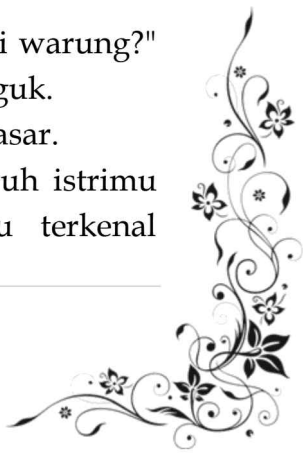 i warung?"
guk.
asar.
uh istrimu
u terkenal